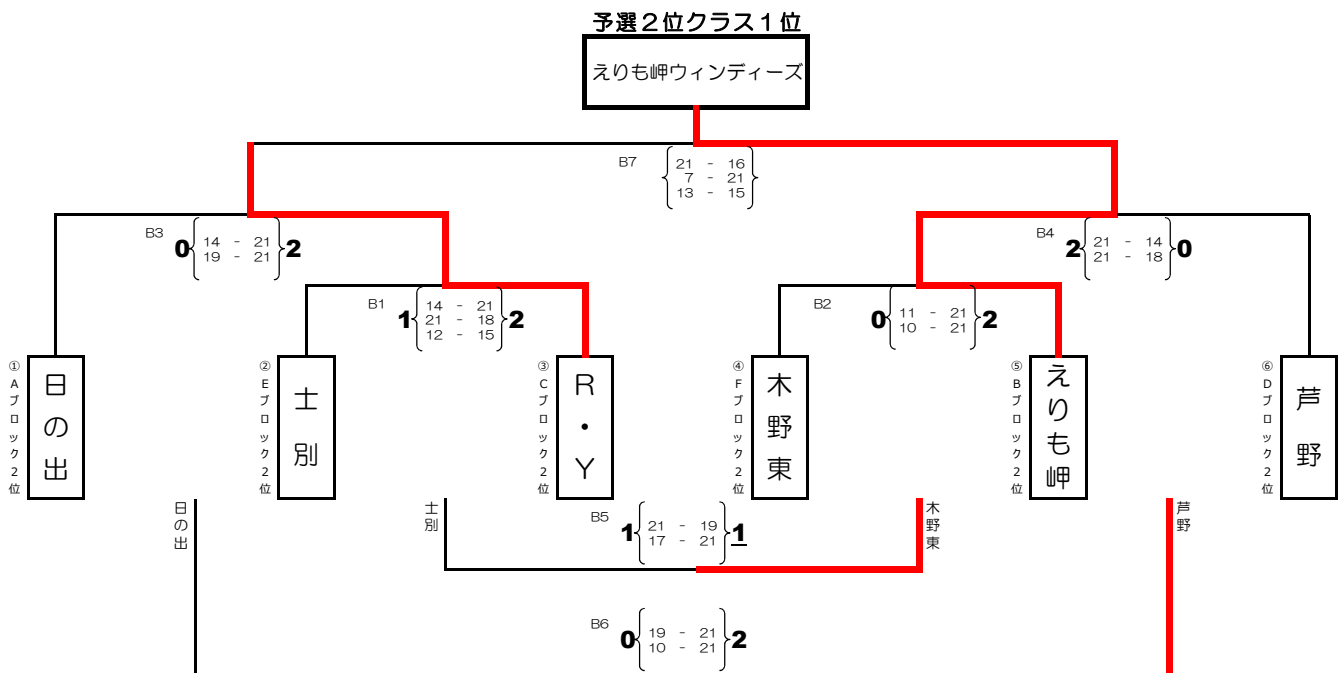 予選２位クラス１位
えりも岬ウィンディーズ
B7
21 - 16
7 - 21
13 - 15
B3
0
14 - 21
19 - 21
2
B4
2
21 - 14
21 - 18
0
B1
1
14 - 21
21 - 18
12 - 15
2
B2
0
11 - 21
10 - 21
2
①Aブロック2位
日の出
②Eブロック2位
士別
③Cブロック2位
R・Y
④Fブロック2位
木野東
⑤Bブロック2位
えりも岬
⑥Dブロック2位
芦野
日の出
士別
B5
1
21 - 19
17 - 21
1
木野東
芦野
B6
0
19 - 21
10 - 21
2